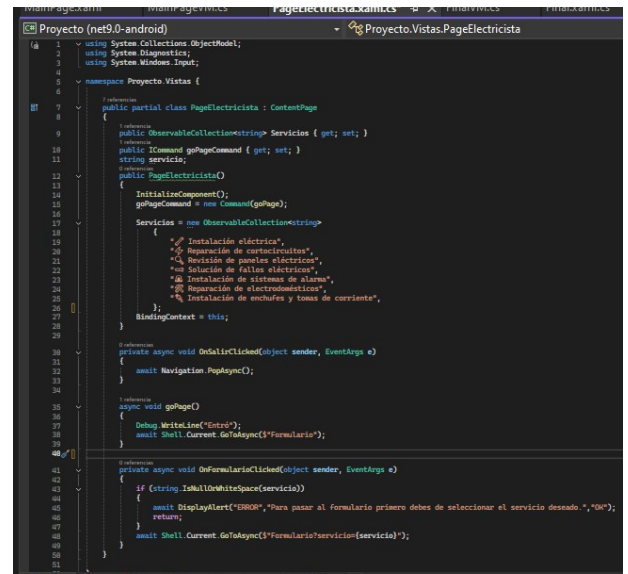 MainPage.xaml MainPageVM.cs PageElectricista.xaml.cs FinalVM.cs Final.xaml.cs
C# Proyecto (net9.0-android) Proyecto.Vistas.PageElectricista
1 using System.Collections.ObjectModel;
2 using System.Diagnostics;
3 using System.Windows.Input;
4
5 namespace Proyecto.Vistas {
6
7 referencias
7 public partial class PageElectricista : ContentPage
8 {
1 referencia
9 public ObservableCollection<string> Servicios { get; set; }
1 referencia
10 public ICommand goPageCommand { get; set; }
11 string servicio;
0 referencias
12 public PageElectricista()
13 {
14 InitializeComponent();
15 goPageCommand = new Command(goPage);
16
17 Servicios = new ObservableCollection<string>
18 {
19 " Instalación eléctrica",
20 " Reparación de cortocircuitos",
21 " Revisión de paneles eléctricos",
22 " Solución de fallos eléctricos",
23 " Instalación de sistemas de alarma",
24 " Reparación de electrodomésticos",
25 " Instalación de enchufes y tomas de corriente",
26 };
27 BindingContext = this;
28 }
29
0 referencias
30 private async void OnSalirClicked(object sender, EventArgs e)
31 {
32 await Navigation.PopAsync();
33 }
34
1 referencia
35 async void goPage()
36 {
37 Debug.WriteLine("Entró");
38 await Shell.Current.GoToAsync($"Formulario");
39 }
40
0 referencias
41 private async void OnFormularioClicked(object sender, EventArgs e)
42 {
43 if (string.IsNullOrWhiteSpace(servicio))
44 {
45 await DisplayAlert("ERROR","Para pasar al formulario primero debes de seleccionar el servicio deseado.","OK");
46 return;
47 }
48 await Shell.Current.GoToAsync($"Formulario?servicio={servicio}");
49 }
50 }
51